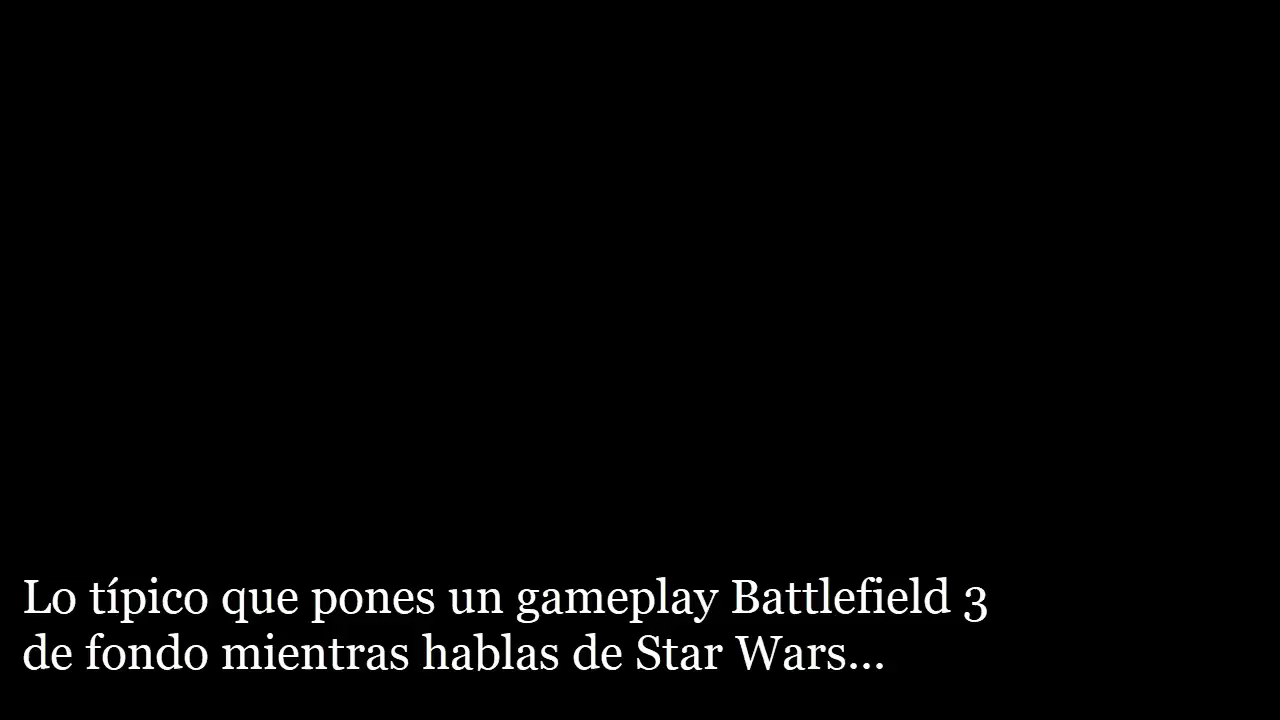 Lo típico que pones un gameplay Battlefield 3
de fondo mientras hablas de Star Wars...